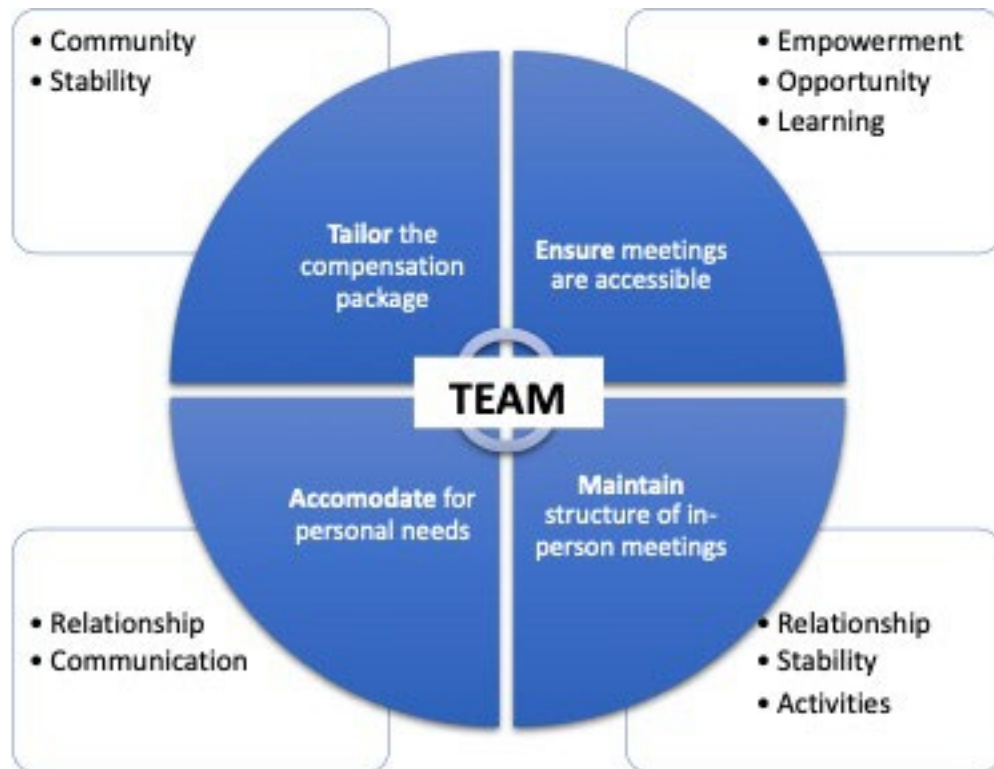 • Community
• Stability
• Empowerment
• Opportunity
• Learning
Tailor the
compensation
package
Ensure meetings
are accessible
TEAM
Accomodate for
personal needs
Maintain
structure of in-
person meetings
• Relationship
• Communication
• Relationship
• Stability
• Activities